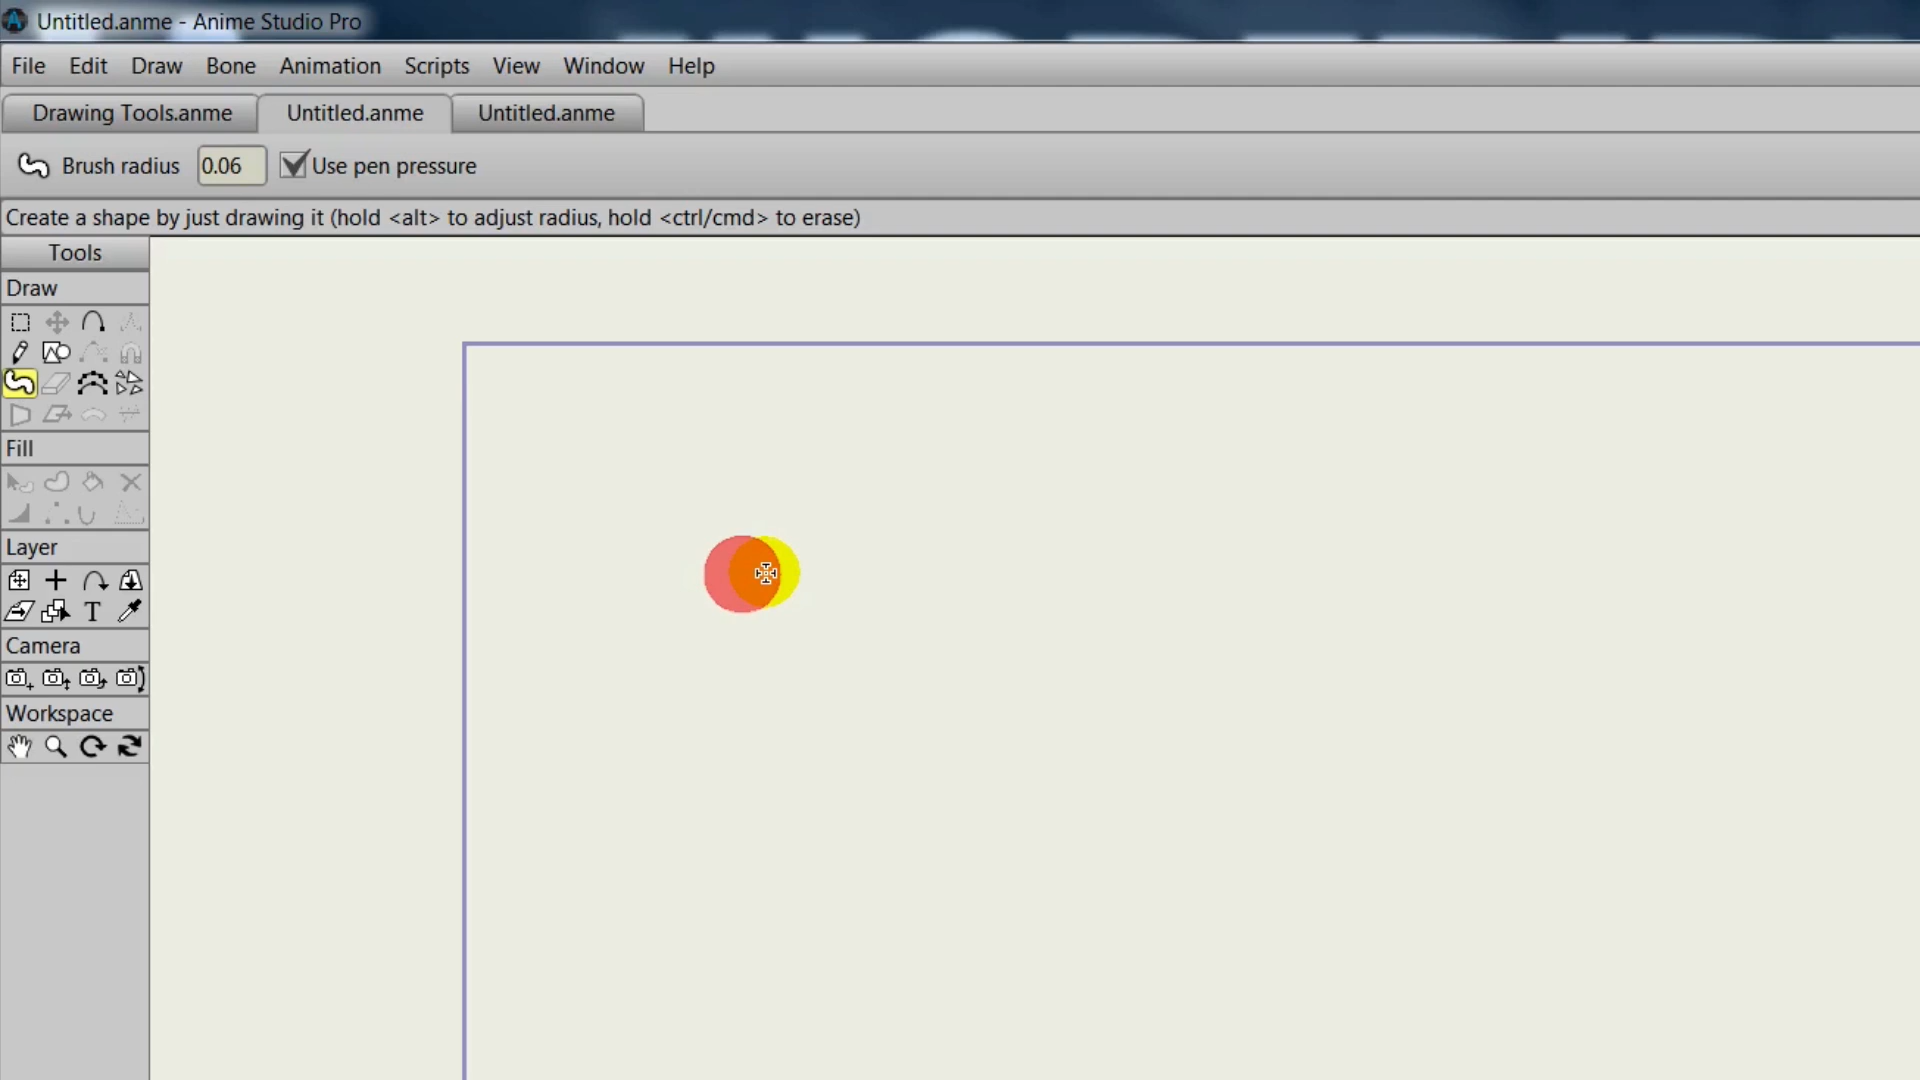 Untitled.anme - Anime Studio Pro
File Edit Draw Bone Animation Scripts View Window Help
Drawing Tools.anme Untitled.anme Untitled.anme
Brush radius 0.06 Use pen pressure
Create a shape by just drawing it (hold <alt> to adjust radius, hold <ctrl/cmd> to erase)
Tools
Draw
Fill
Layer
T
Camera
Workspace